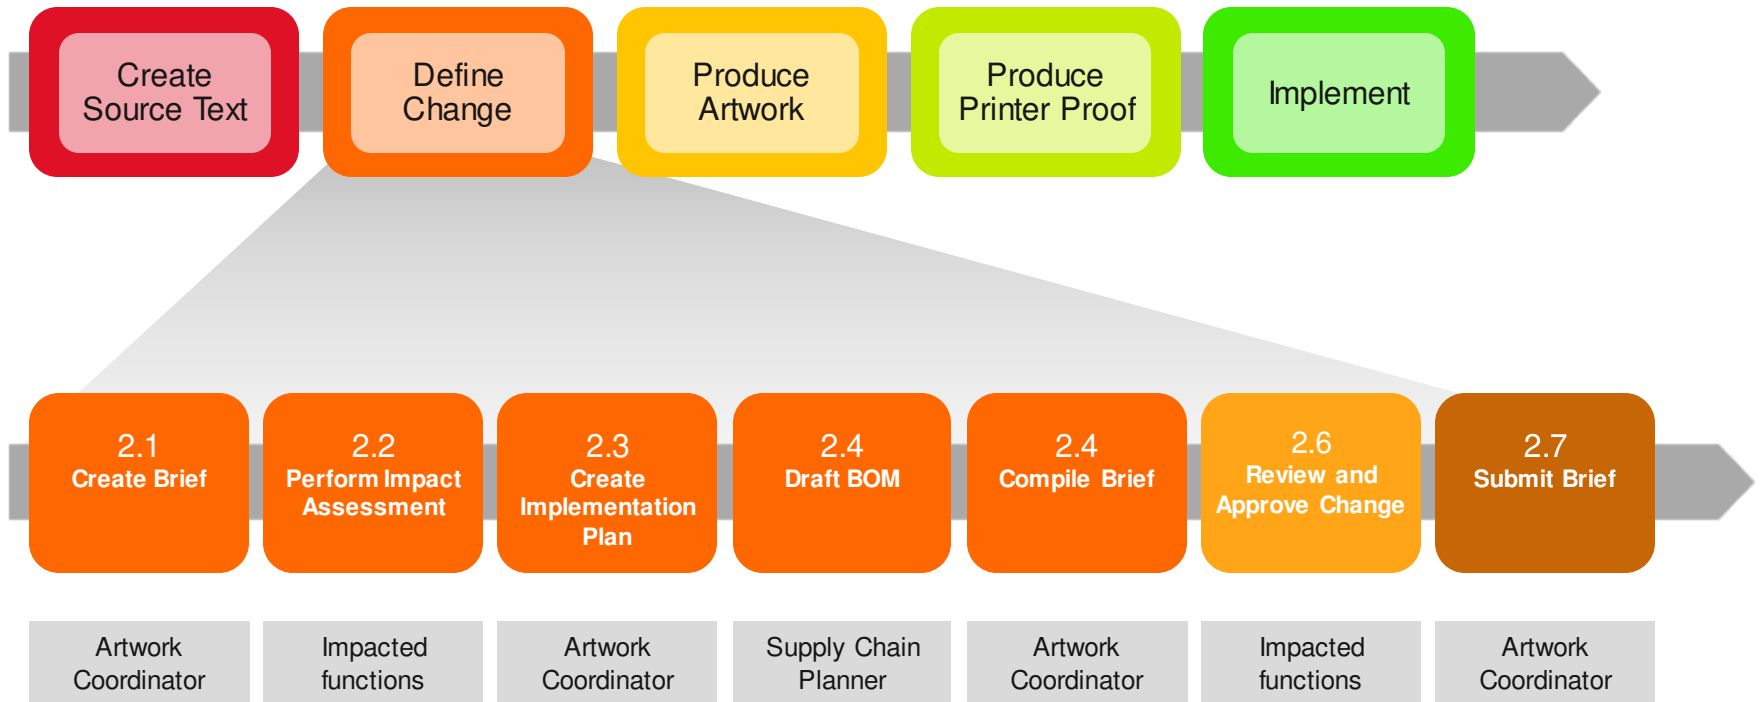 Create
Source Text
Define
Change
Produce
Artwork
Produce
Printer Proof
Implement
2.1
Create Brief
2.2
Perform Impact
Assessment
2.3
Create
Implementation
Plan
2.4
Draft BOM
2.4
Compile Brief
2.6
Review and
Approve Change
2.7
Submit Brief
Artwork
Coordinator
Impacted
functions
Artwork
Coordinator
Supply Chain
Planner
Artwork
Coordinator
Impacted
functions
Artwork
Coordinator